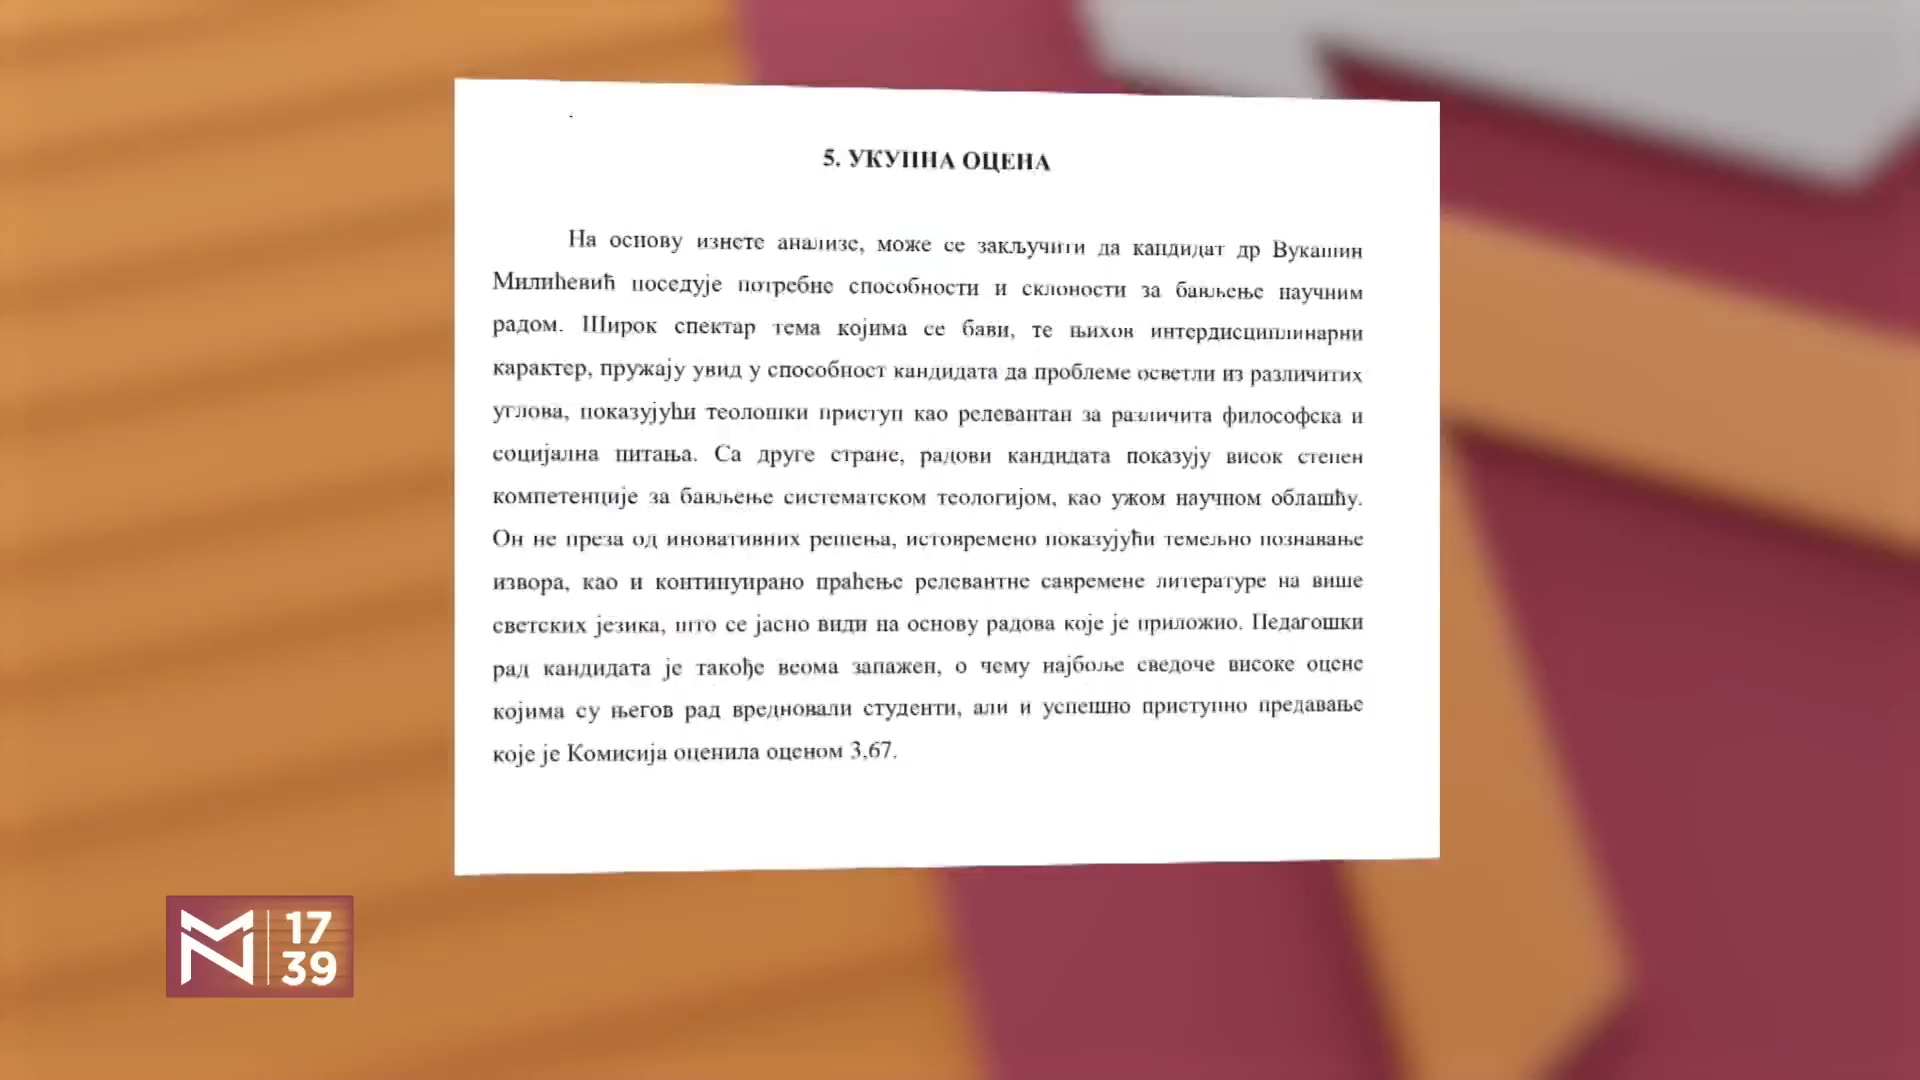 5. УКУПНА ОЦЕНА
На основу изнете анализе, може се закључити да кандидат др Вукашин
Милићевић поседује потребне способности и склоности за бављење научним
радом. Широк спектар тема којима се бави, те њихов интердисциплинарни
карактер, пружају увид у способност кандидата да проблеме осветли из различитих
углова, показујући теолошки приступ као релевантан за различита философска и
социјална питања. Са друге стране, радови кандидата показују висок степен
компетенције за бављење систематском теологијом, као ужом научном облашћу.
Он не преза од иновативних решења, истовремено показујући темељно познавање
извора, као и континуирано праћење релевантне савремене литературе на више
светских језика, што се јасно види на основу радова које је приложио. Педагошки
рад кандидата је такође веома запажен, о чему најбоље сведоче високе оцене
којима су његов рад вредновали студенти, али и успешно приступно предавање
које је Комисија оценила оценом 3,67.
17
39